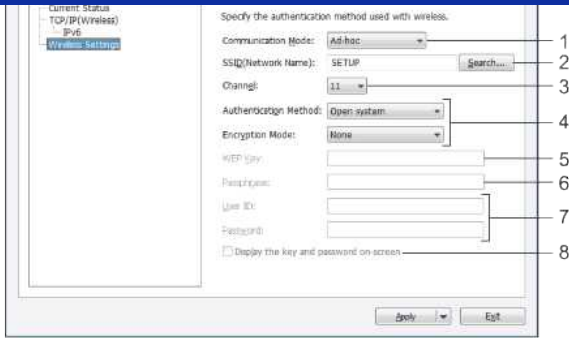 Current Status
TCP/IP(Wireless)
IPv6
Wireless Settings
Specify the authentication method used with wireless.
Communication Mode: Ad-hoc 1
SSID(Network Name): SETUP Search... 2
Channel: 11 3
Authentication Method: Open system 4
Encryption Mode: None
WEP Key: 5
Passphrase: 6
User ID: 7
Password:
Display the key and password on-screen 8
Apply Exit